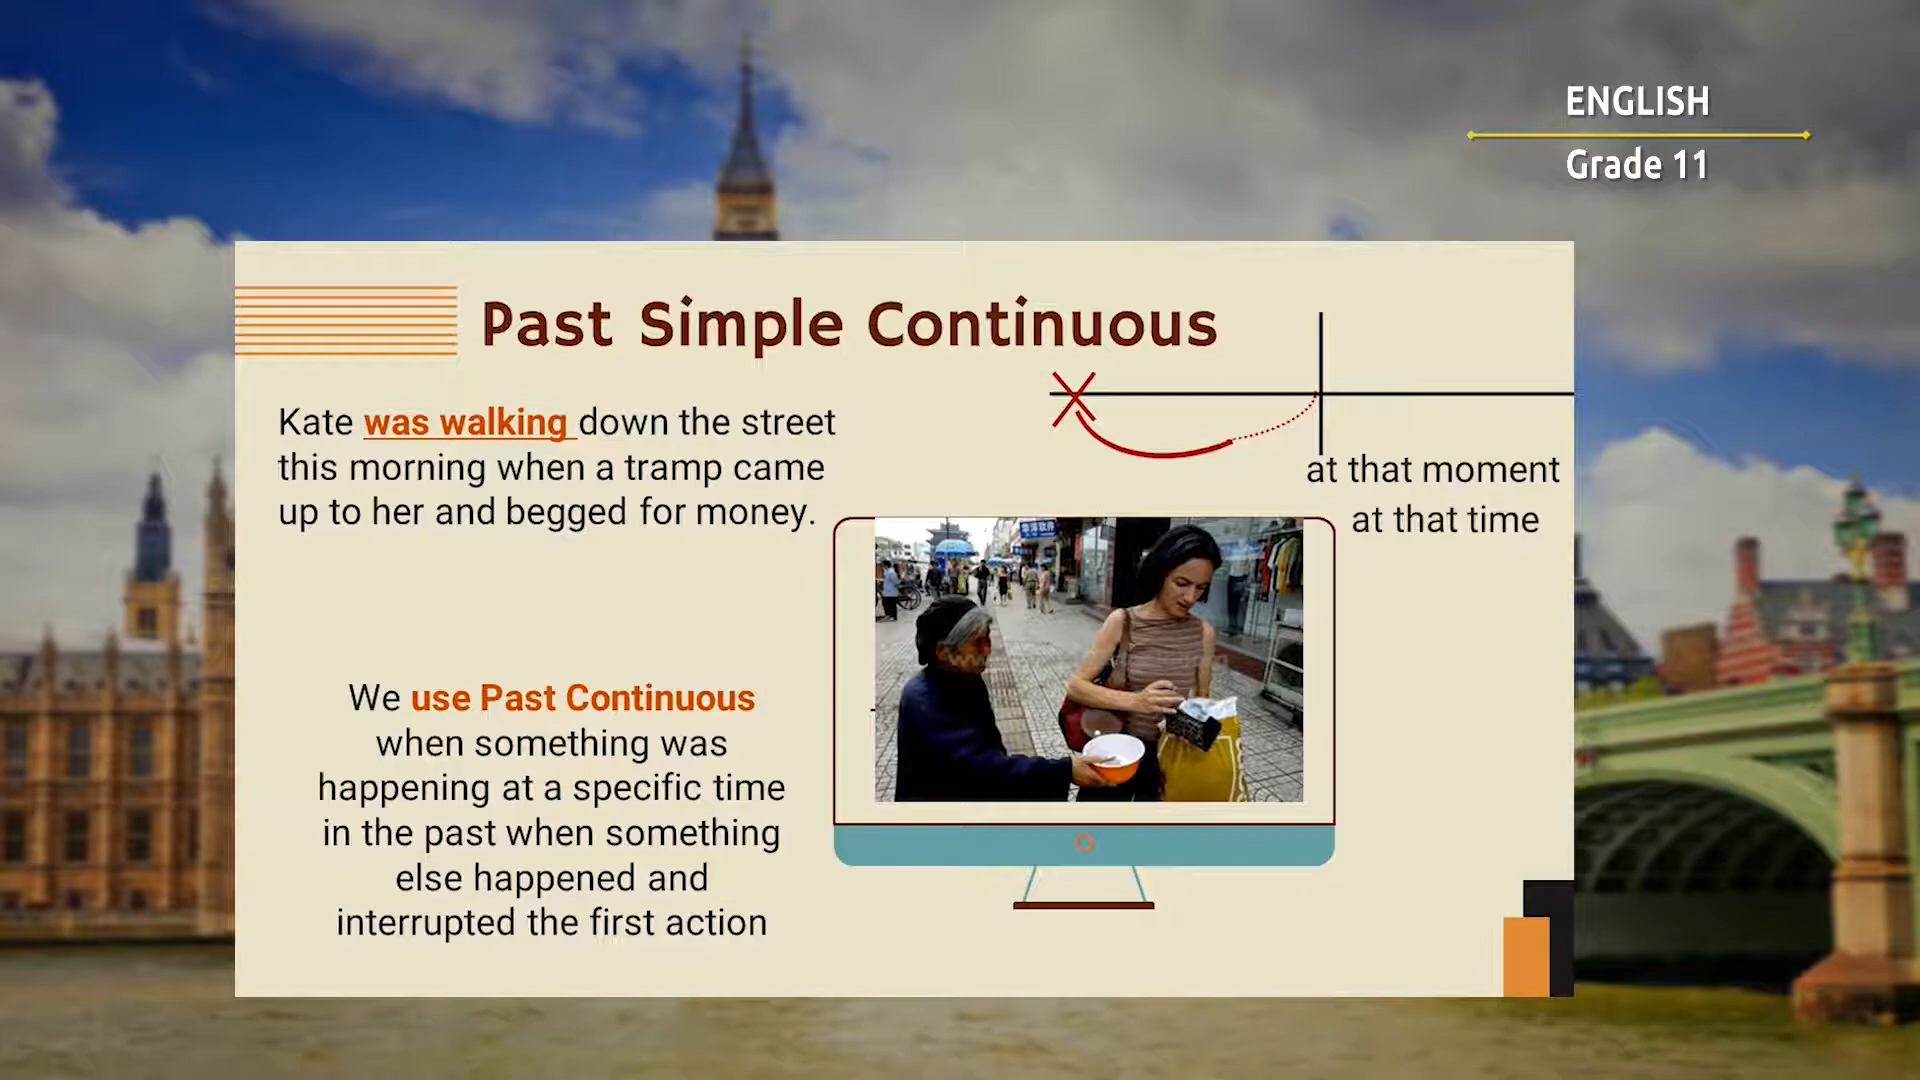 ENGLISH
Grade 11
Past Simple Continuous
Kate was walking down the street
this morning when a tramp came
up to her and begged for money.
at that moment
at that time
We use Past Continuous
when something was
happening at a specific time
in the past when something
else happened and
interrupted the first action